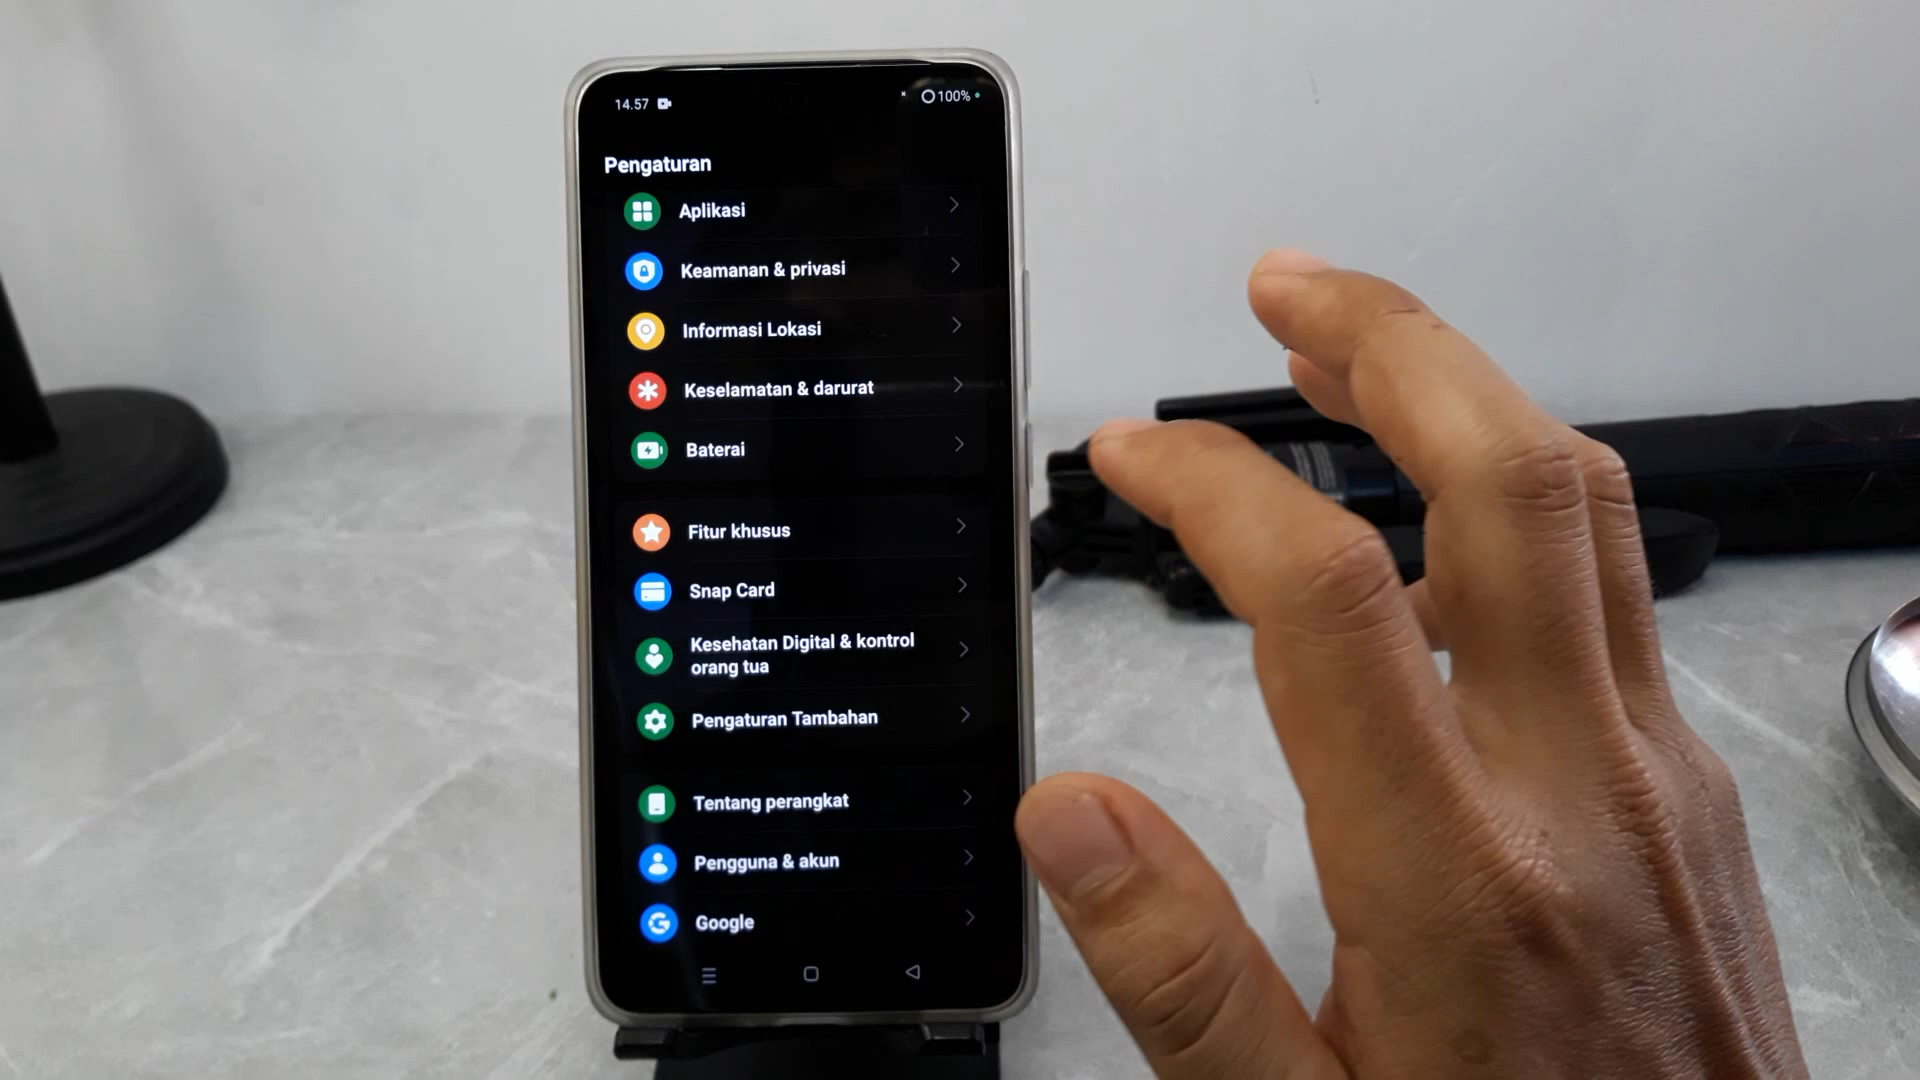 14.57
100%
Pengaturan
Aplikasi
Keamanan & privasi
Informasi Lokasi
Keselamatan & darurat
Baterai
Fitur khusus
Snap Card
Kesehatan Digital & kontrol
orang tua
Pengaturan Tambahan
Tentang perangkat
Pengguna & akun
Google